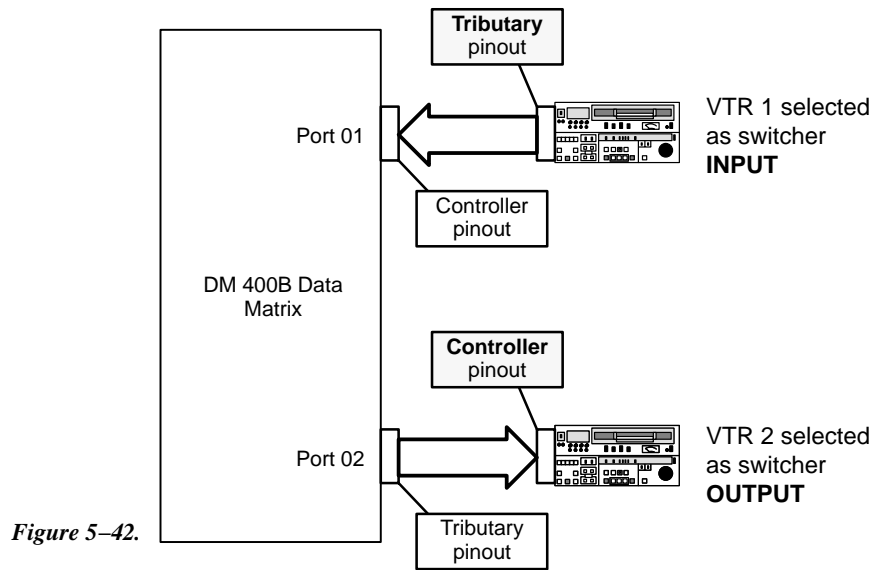 Tributary
pinout
VTR 1 selected
as switcher
INPUT
Port 01
Controller
pinout
DM 400B Data
Matrix
Controller
pinout
VTR 2 selected
as switcher
OUTPUT
Port 02
Tributary
pinout
Figure 5–42.